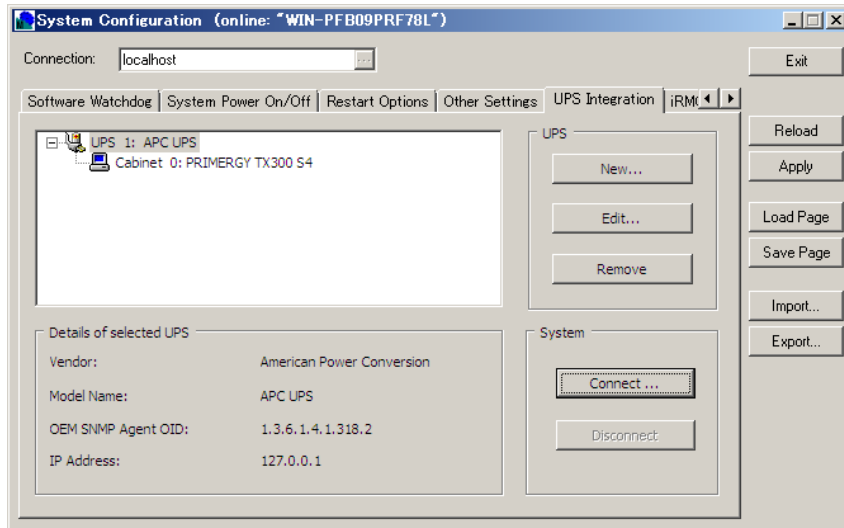 System Configuration (online: "WIN-PFB09PRF78L")
Connection: localhost ...
Exit
Software Watchdog System Power On/Off Restart Options Other Settings UPS Integration
Reload
Apply
Load Page
Save Page
Import...
Export...
UPS 1: APC UPS
Cabinet 0: PRIMERGY TX300 S4
UPS
New...
Edit...
Remove
Details of selected UPS
Vendor: American Power Conversion
Model Name: APC UPS
OEM SNMP Agent OID: 1.3.6.1.4.1.318.2
IP Address: 127.0.0.1
System
Connect ...
Disconnect